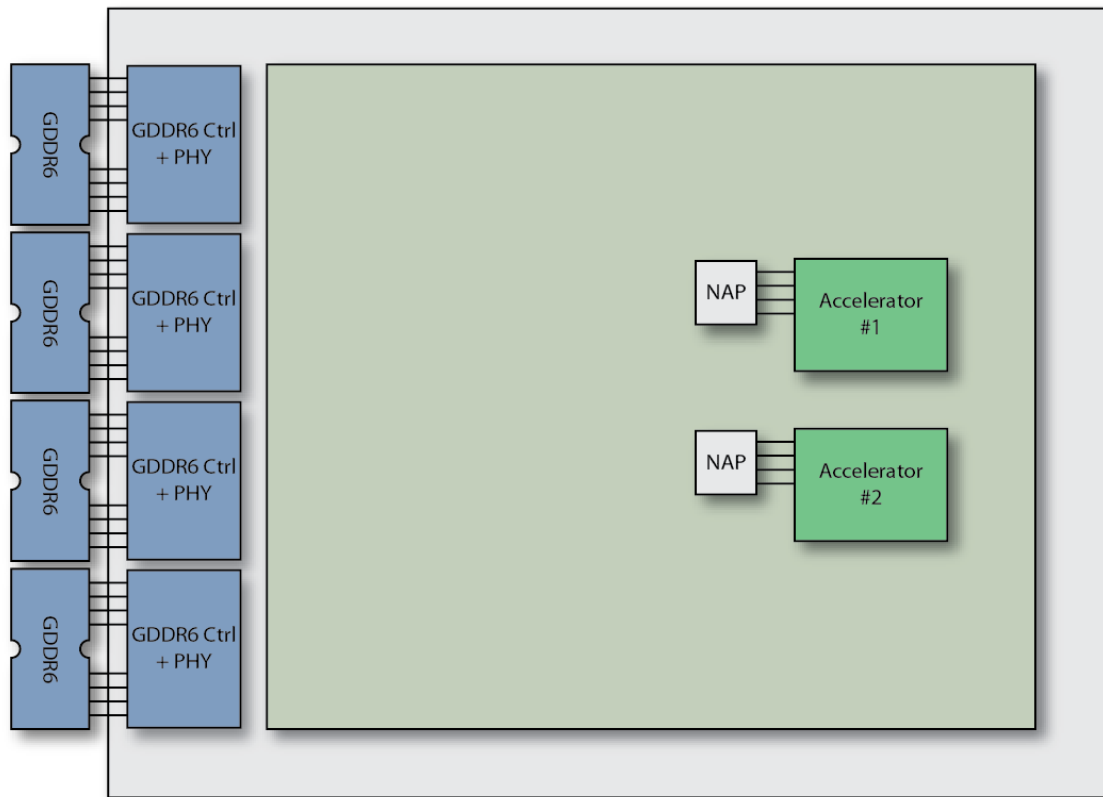 GDDR6
GDDR6 Ctrl
+ PHY
GDDR6
GDDR6 Ctrl
+ PHY
NAP
Accelerator
#1
GDDR6
GDDR6 Ctrl
+ PHY
NAP
Accelerator
#2
GDDR6
GDDR6 Ctrl
+ PHY